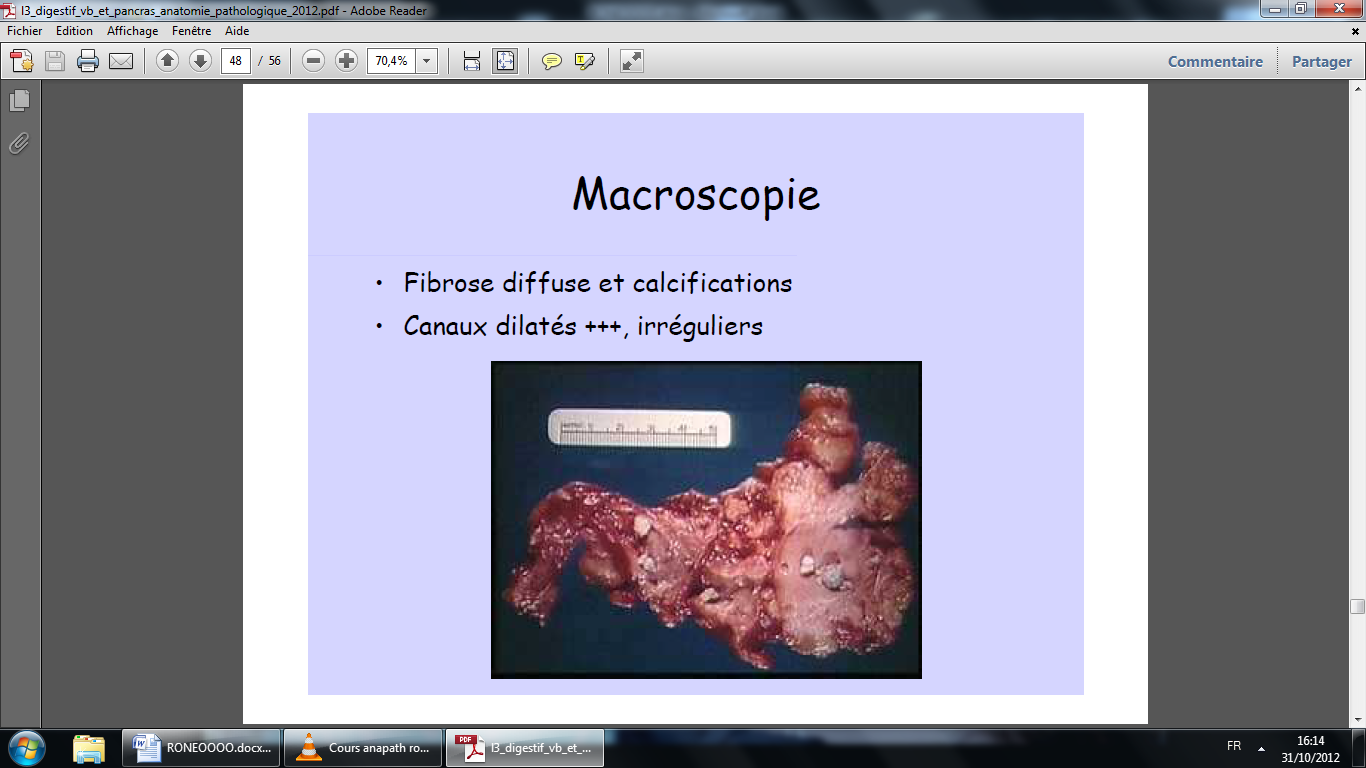 l3_digestif_vb_et_pancras_anatomie_pathologique_2012.pdf - Adobe Reader
Fichier Edition Affichage Fenêtre Aide
48 / 56 70,4% Commentaire Partager
Macroscopie
• Fibrose diffuse et calcifications
• Canaux dilatés +++, irréguliers
RONEOOOO.docx... Cours anapath ro... l3_digestif_vb_et_... FR 16:14
31/10/2012